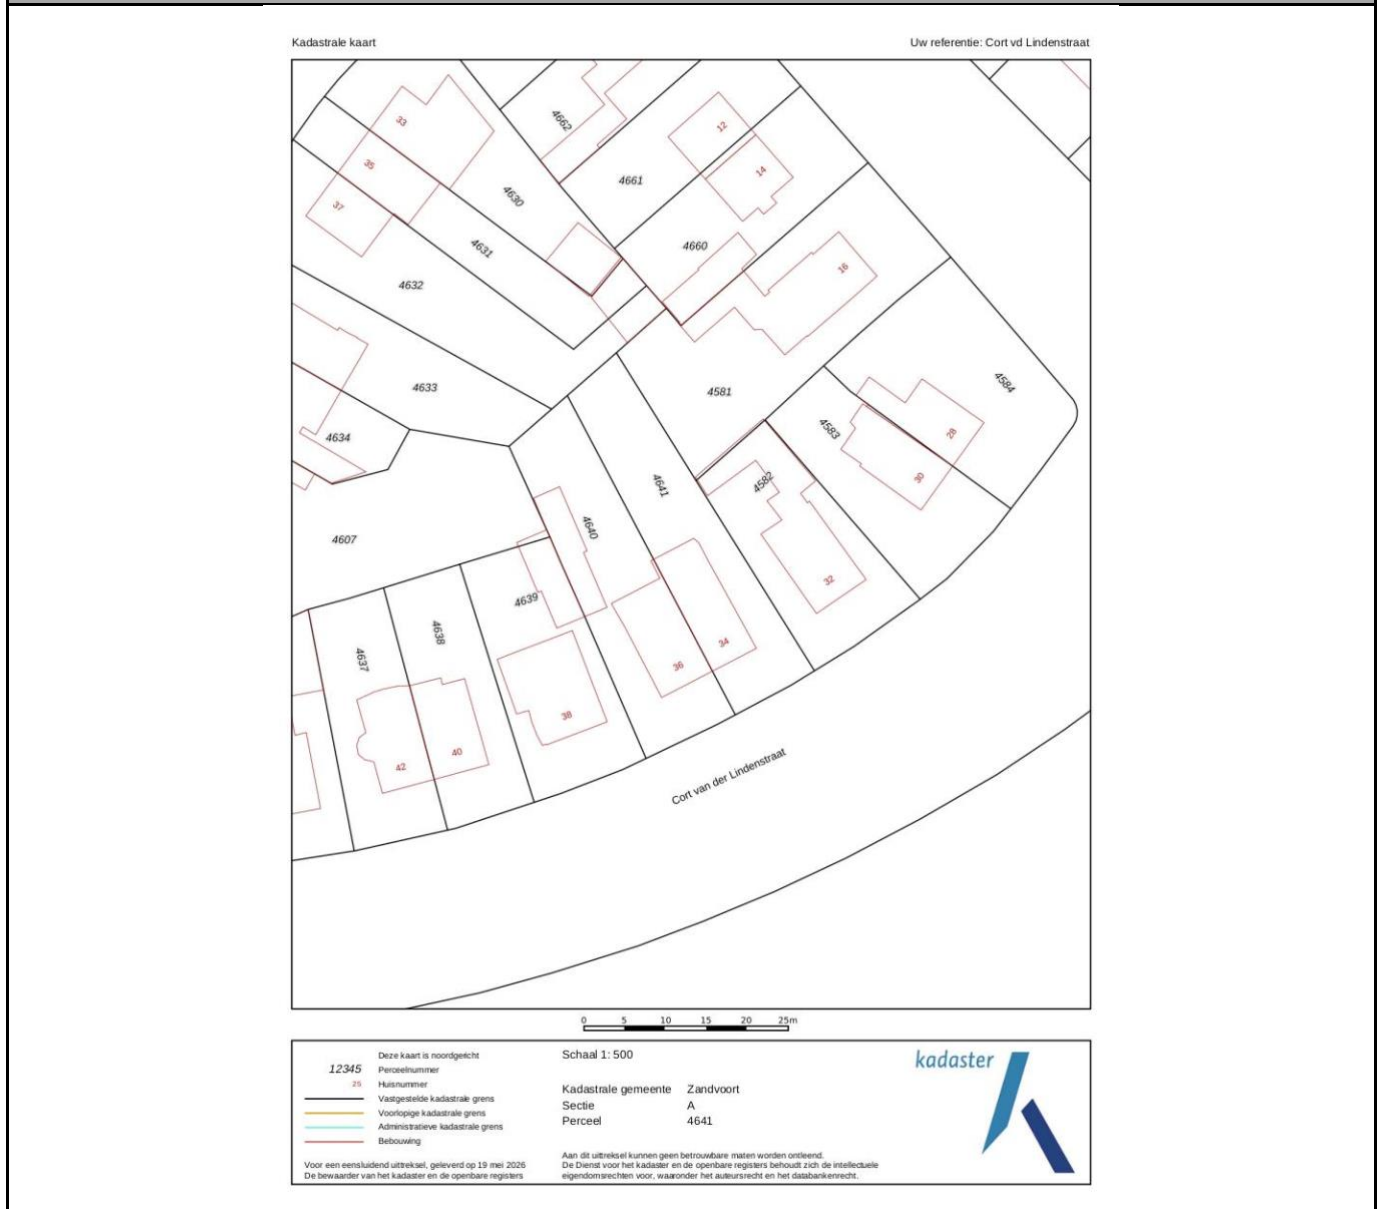 Kadastrale kaart
Uw referentie: Cort vd Lindenstraat
33
35
37
4662
12
14
4661
4630
4631
4660
16
4632
4633
4634
4581
4584
4583
28
30
4582
4641
4640
4607
32
4639
4638
4637
34
36
38
40
42
Cort van der Lindenstraat
0 5 10 15 20 25m
Deze kaart is noordgericht
12345 Perceelnummer
25 Huisnummer
Vastgestelde kadastrale grens
Voorlopige kadastrale grens
Administratieve kadastrale grens
Bebouwing
Voor een eensluidend uittreksel, geleverd op 19 mei 2026
De bewaarder van het kadaster en de openbare registers
Schaal 1: 500
Kadastrale gemeente Zandvoort
Sectie A
Perceel 4641
Aan dit uittreksel kunnen geen betrouwbare maten worden ontleend.
De Dienst voor het kadaster en de openbare registers behoudt zich de intellectuele
eigendomsrechten voor, waaronder het auteursrecht en het databankenrecht.
kadaster